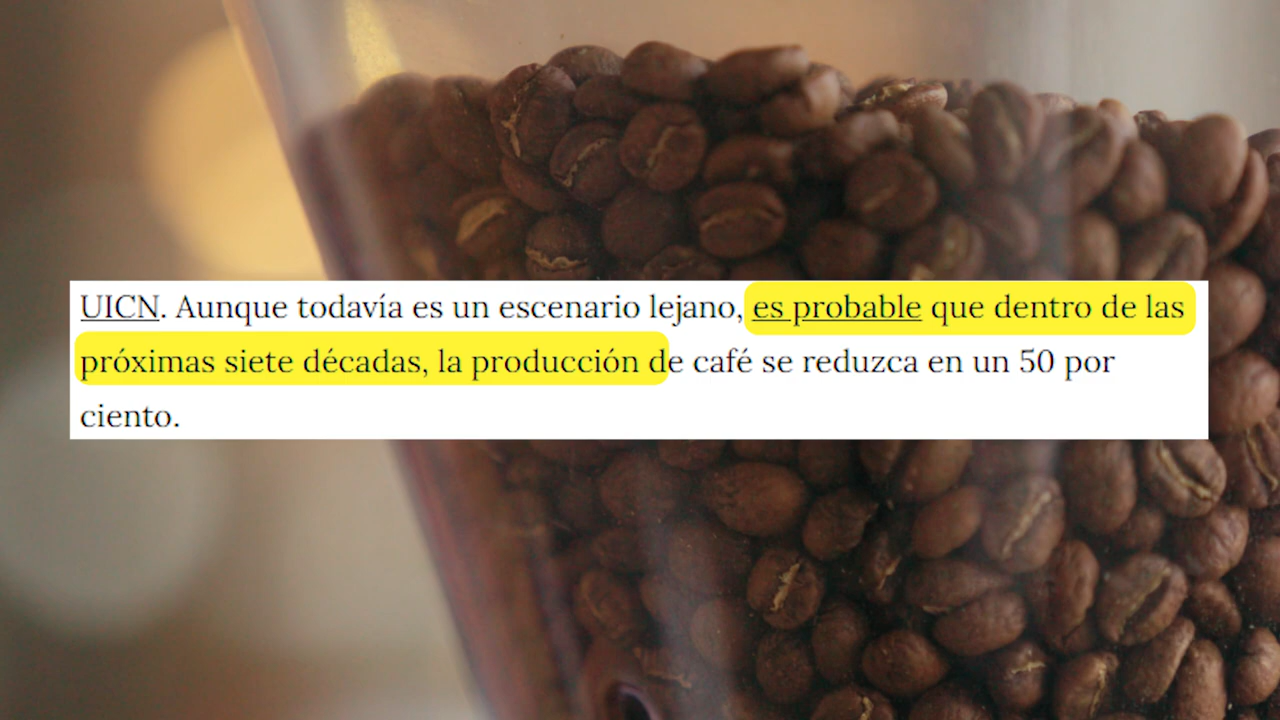 UICN. Aunque todavía es un escenario lejano, es probable que dentro de las
próximas siete décadas, la producción de café se reduzca en un 50 por
ciento.